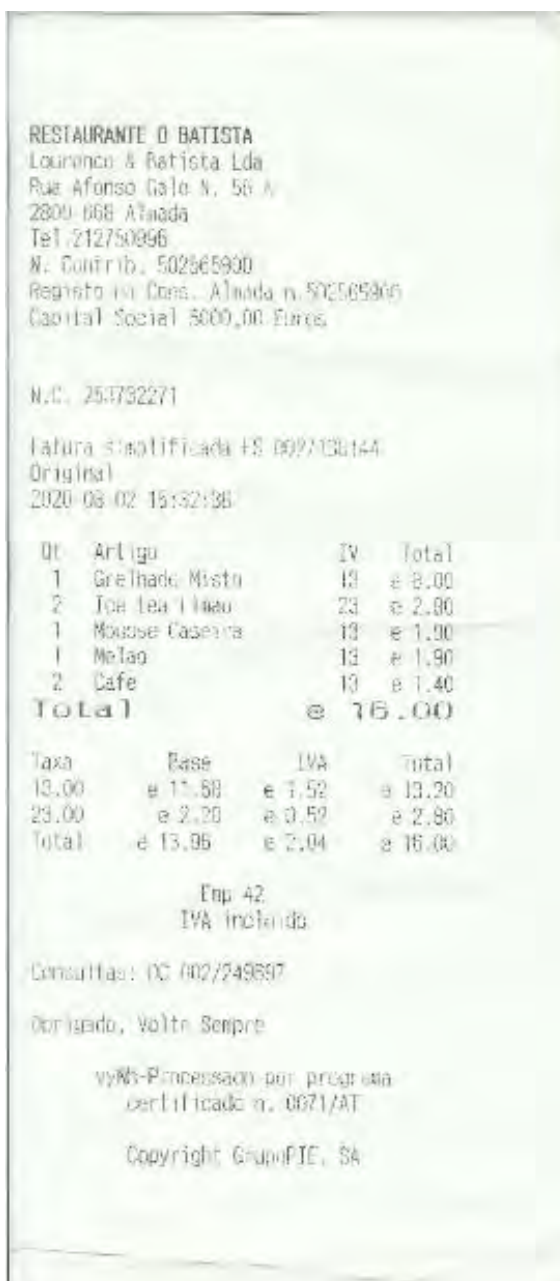 RESTAURANTE O BATISTA
Lourenco & Batista Lda
Rua Afonso Galo N. 56 A
2800-668 Almada
Tel 212750996
N. Contrib. 502565900
Registo na Cons. Almada n.502565900
Capital Social 5000,00 Euros
N.C. 253732271
Fatura simplificada FS
Original
2020-08-02
Qt Artigo IV Total
1 Grelhado Misto 13 e 8.00
2 Ice tea limao 23 e 2.80
1 Mousse Caseira 13 e 1.90
1 Melao 13 e 1.90
2 Cafe 13 e 1.40
Total e 16.00
Taxa Base IVA Total
13.00 e 11.68 e 1.52 e 13.20
23.00 e 2.28 e 0.52 e 2.80
Total e 13.96 e 2.04 e 16.00
Emp 42
IVA incluido
Consultas: DC 002/249897
Obrigado, Volte Sempre
vyWh-Processado por programa
certificado n. 0071/AT
Copyright GrupoPIE, SA